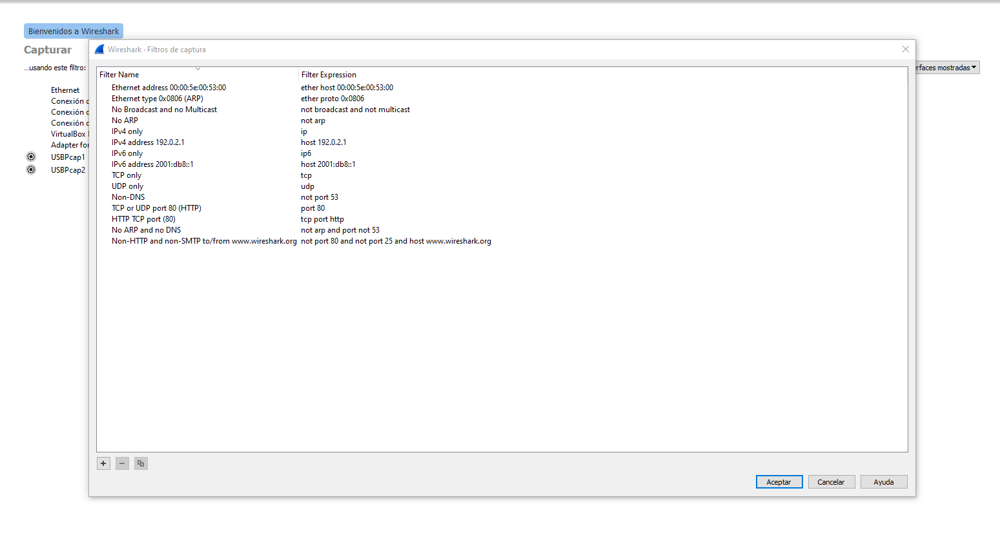 Bienvenidos a Wireshark
Capturar
...usando este filtro:
erfaces mostradas
Ethernet
Conexión
Conexión
Conexión
VirtualBox
Adapter for
USBPcap1
USBPcap2
Wireshark · Filtros de captura
Filter Name Filter Expression
Ethernet address 00:00:5e:00:53:00 ether host 00:00:5e:00:53:00
Ethernet type 0x0806 (ARP) ether proto 0x0806
No Broadcast and no Multicast not broadcast and not multicast
No ARP not arp
IPv4 only ip
IPv4 address 192.0.2.1 host 192.0.2.1
IPv6 only ip6
IPv6 address 2001:db8::1 host 2001:db8::1
TCP only tcp
UDP only udp
Non-DNS not port 53
TCP or UDP port 80 (HTTP) port 80
HTTP TCP port (80) tcp port http
No ARP and no DNS not arp and port not 53
Non-HTTP and non-SMTP to/from www.wireshark.org not port 80 and not port 25 and host www.wireshark.org
Aceptar Cancelar Ayuda